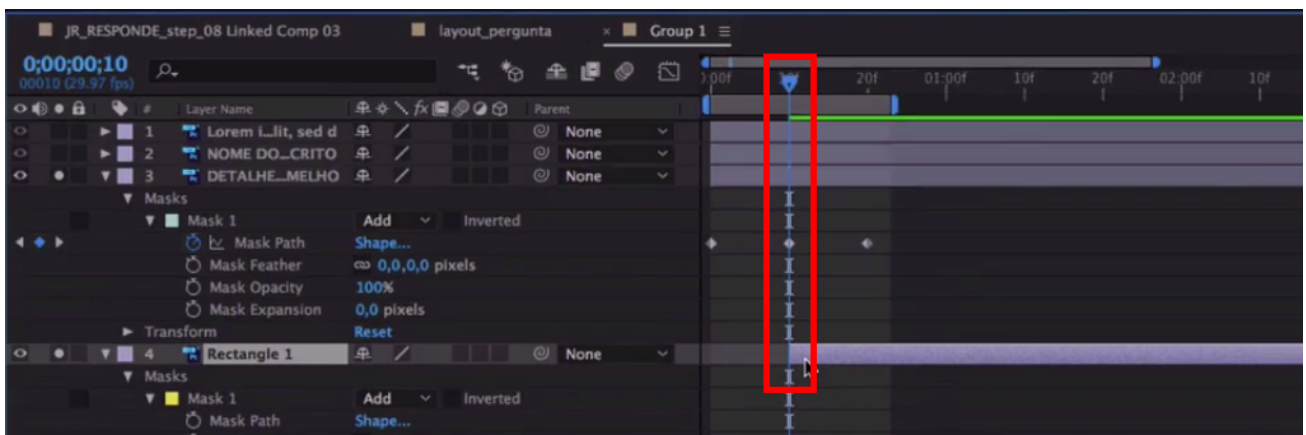 JR_RESPONDE_step_08 Linked Comp 03 layout_pergunta × Group 1
0;00;00;10
00010 (29.97 fps)
:00f 20f 01:00f 10f 20f 02:00f 10f
# Layer Name fx Parent
1 Lorem i...lit, sed d None
2 NOME DO...CRITO None
3 DETALHE...MELHO None
Masks
Mask 1 Add Inverted
Mask Path Shape...
Mask Feather 0,0,0,0 pixels
Mask Opacity 100%
Mask Expansion 0,0 pixels
Transform Reset
4 Rectangle 1 None
Masks
Mask 1 Add Inverted
Mask Path Shape...